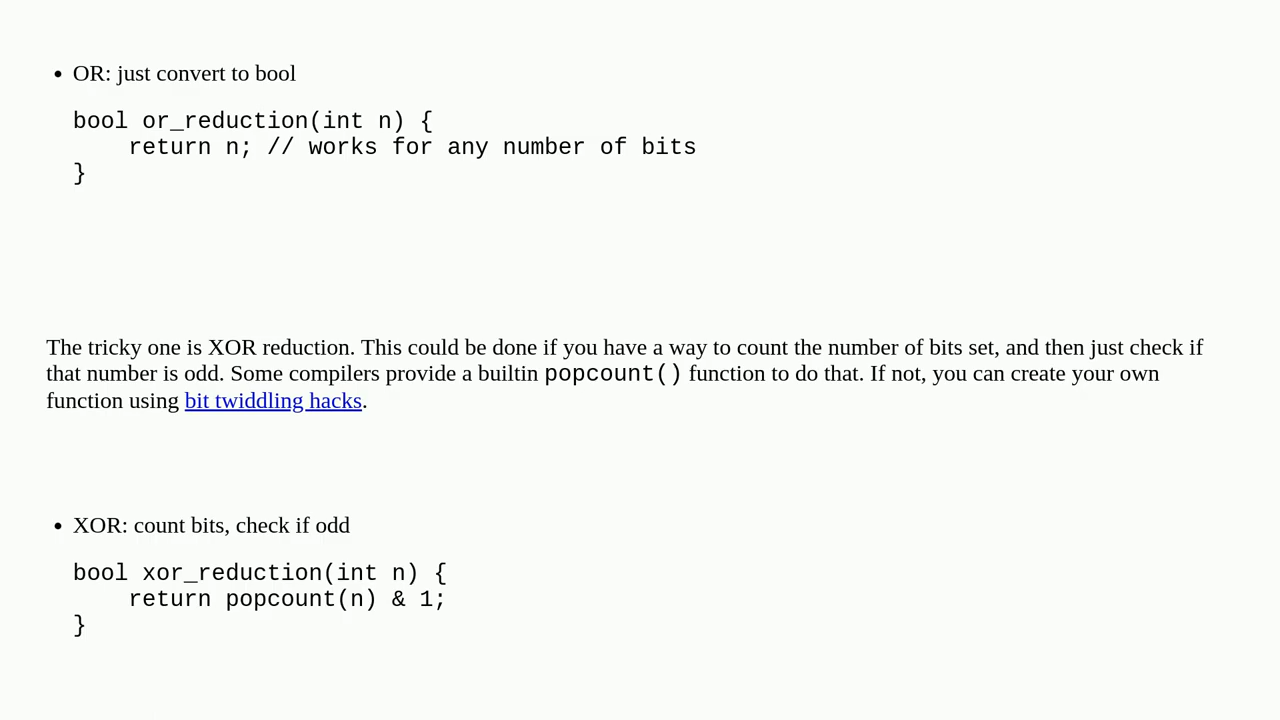 • OR: just convert to bool
bool or_reduction(int n) {
    return n; // works for any number of bits
}
The tricky one is XOR reduction. This could be done if you have a way to count the number of bits set, and then just check if
that number is odd. Some compilers provide a builtin popcount() function to do that. If not, you can create your own
function using bit twiddling hacks.
• XOR: count bits, check if odd
bool xor_reduction(int n) {
    return popcount(n) & 1;
}